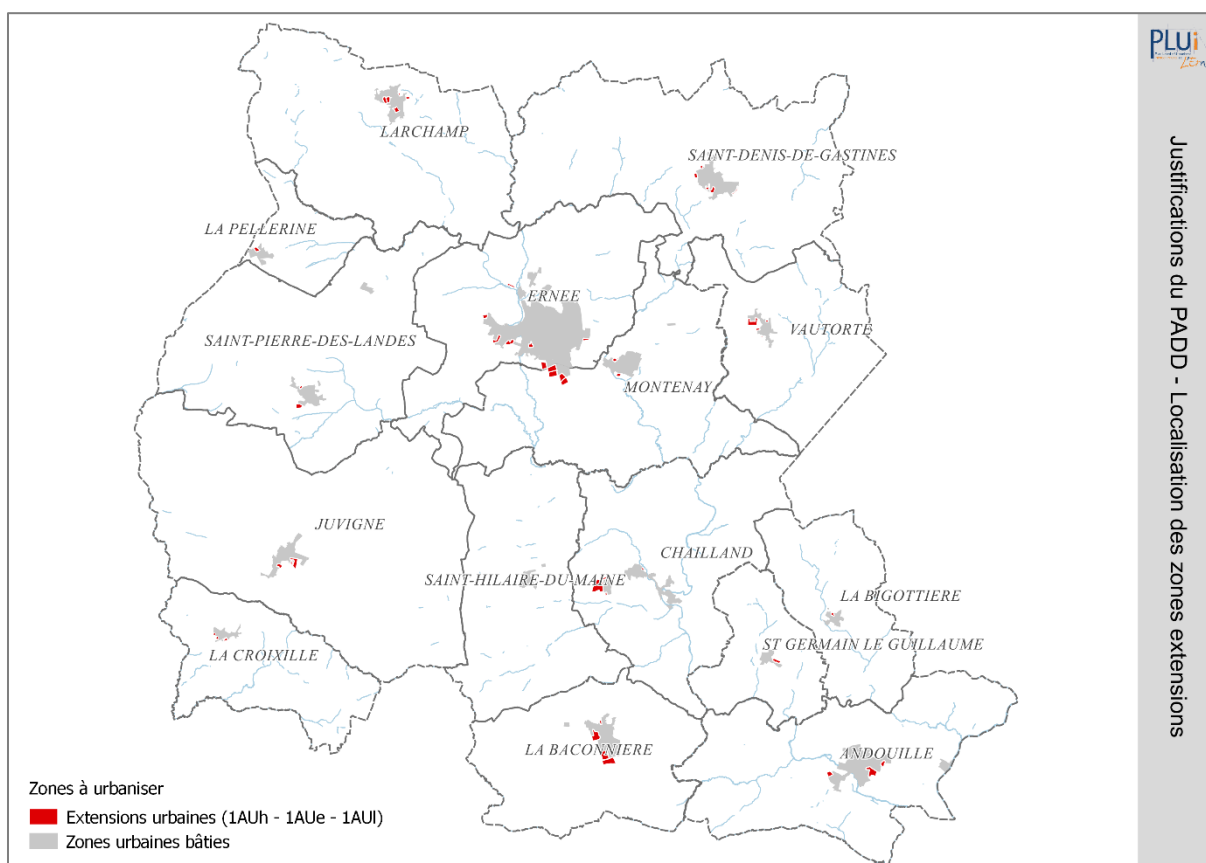 PLUi
L'Ern
Justifications du PADD - Localisation des zones extensions
LARCHAMP
SAINT-DENIS-DE-GASTINES
LA PELLERINE
ERNEE
VAUTORTE
SAINT-PIERRE-DES-LANDES
MONTENAY
JUVIGNE
CHAILLAND
SAINT-HILAIRE-DU-MAINE
LA BIGOTTIERE
ST GERMAIN LE GUILLAUME
LA CROIXILLE
LA BACONNIERE
ANDOUILLE
Zones à urbaniser
Extensions urbaines (1AUh - 1AUe - 1AUl)
Zones urbaines bâties